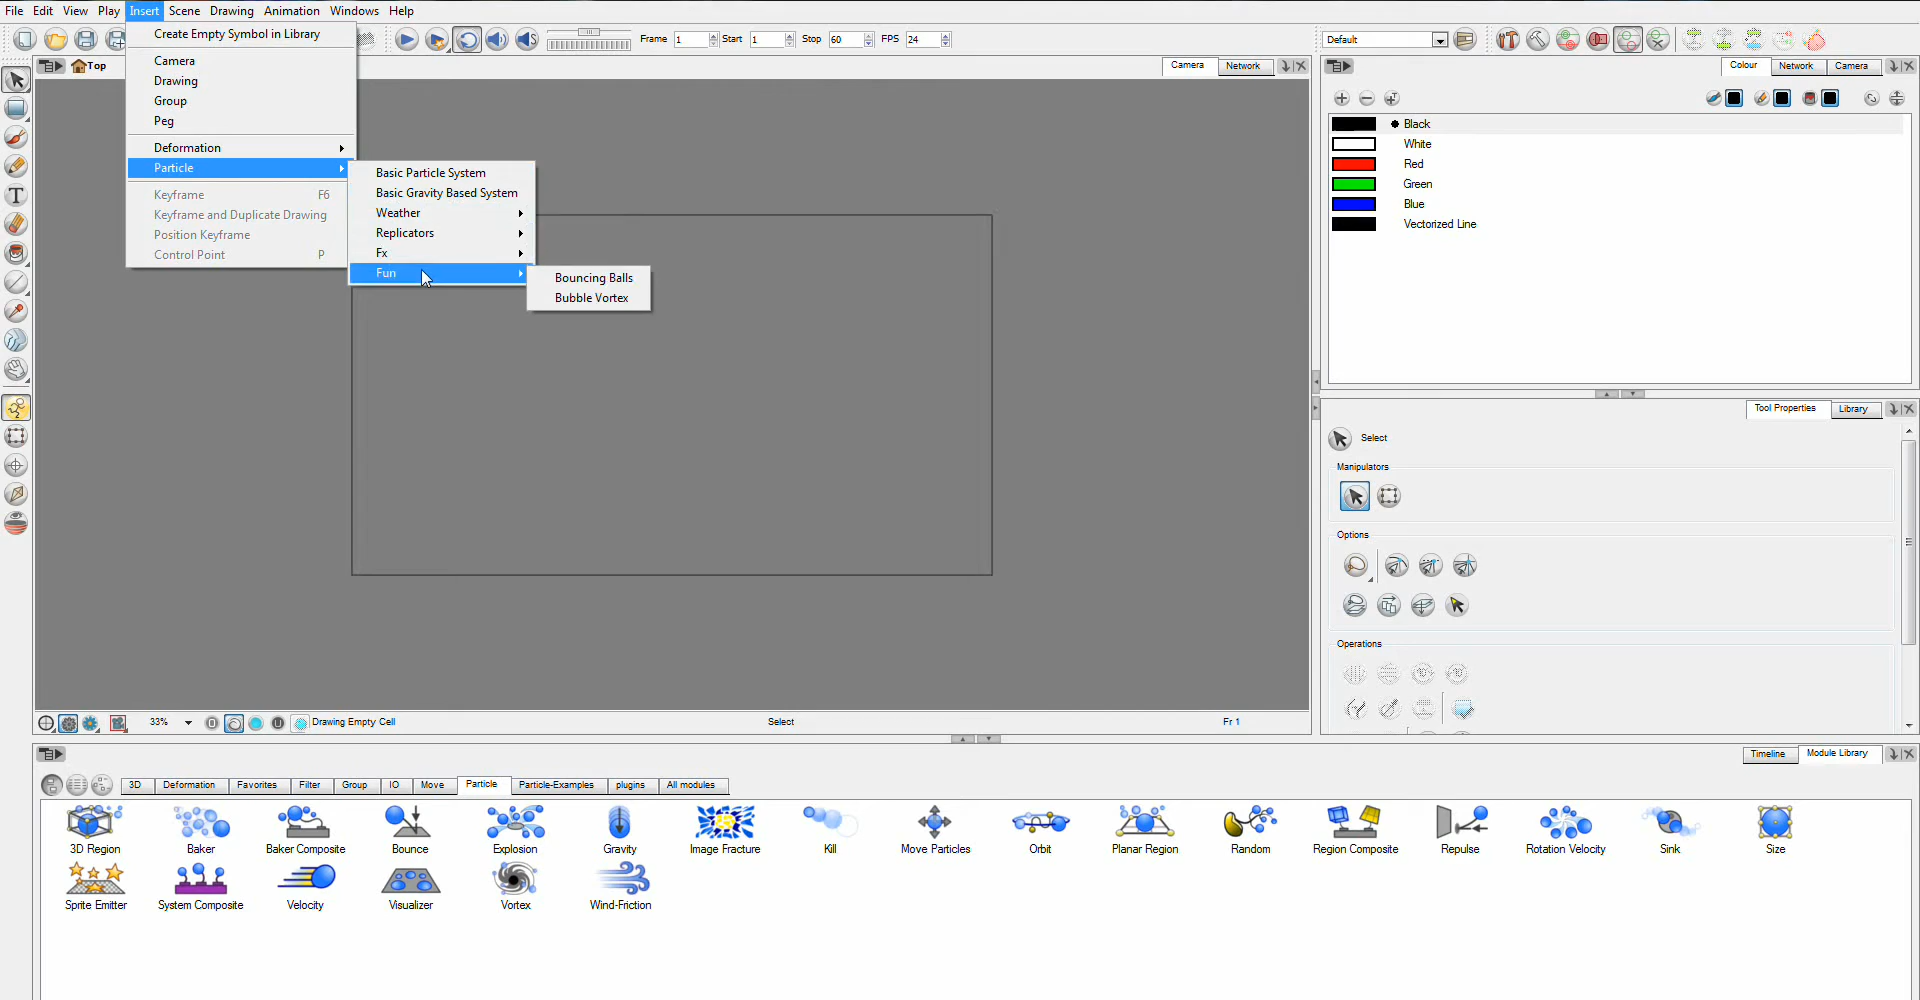 File Edit View Play Insert Scene Drawing Animation Windows Help
Create Empty Symbol in Library
Camera
Drawing
Group
Peg
Deformation
Particle
Keyframe F6
Keyframe and Duplicate Drawing
Position Keyframe
Control Point P
Basic Particle System
Basic Gravity Based System
Weather
Replicators
Fx
Fun
Bouncing Balls
Bubble Vortex
Frame 1 Start 1 Stop 60 FPS 24
Default
Top
Camera Network
Colour Network Camera
Black
White
Red
Green
Blue
Vectorized Line
Tool Properties Library
Select
Manipulators
Options
Operations
33% Drawing Empty Cell Select Fr 1
Timeline Module Library
3D Deformation Favorites Filter Group IO Move Particle Particle-Examples plugins All modules
3D Region Baker Baker Composite Bounce Explosion Gravity Image Fracture Kill Move Particles Orbit Planar Region Random Region Composite Repulse Rotation Velocity Sink Size
Sprite Emitter System Composite Velocity Visualizer Vortex Wind-Friction